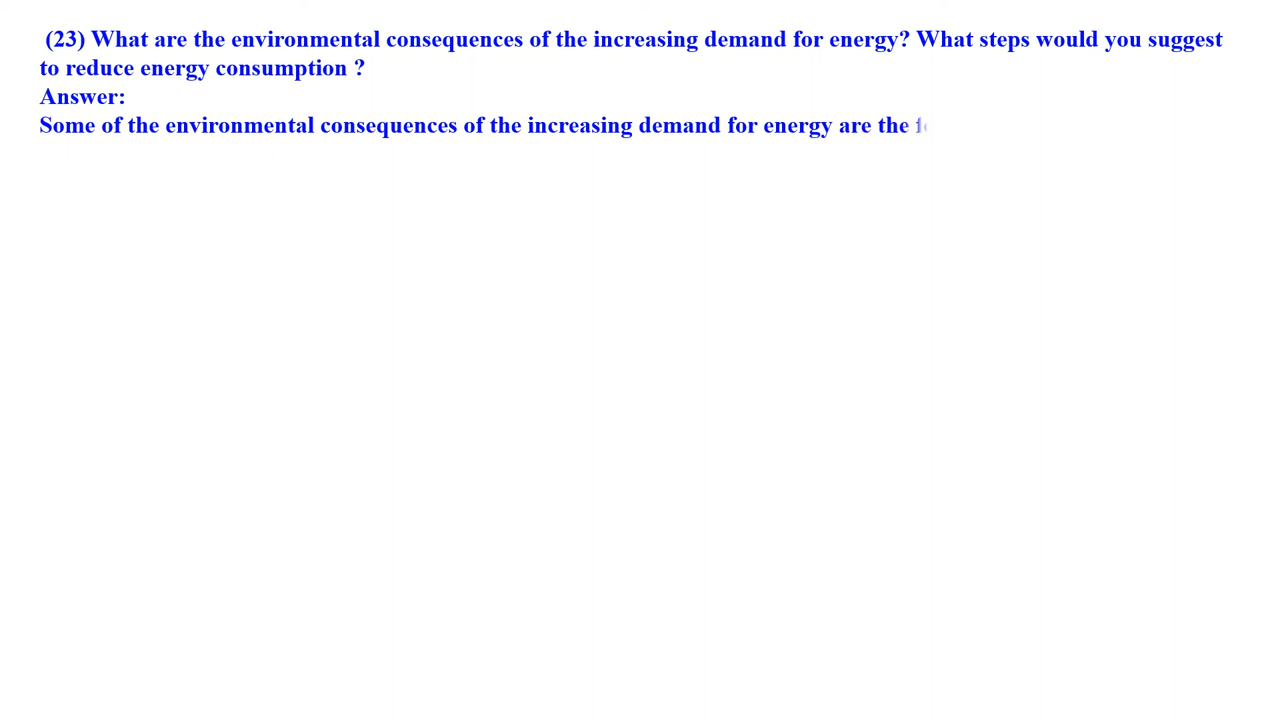 (23) What are the environmental consequences of the increasing demand for energy? What steps would you suggest
to reduce energy consumption ?
Answer:
Some of the environmental consequences of the increasing demand for energy are the